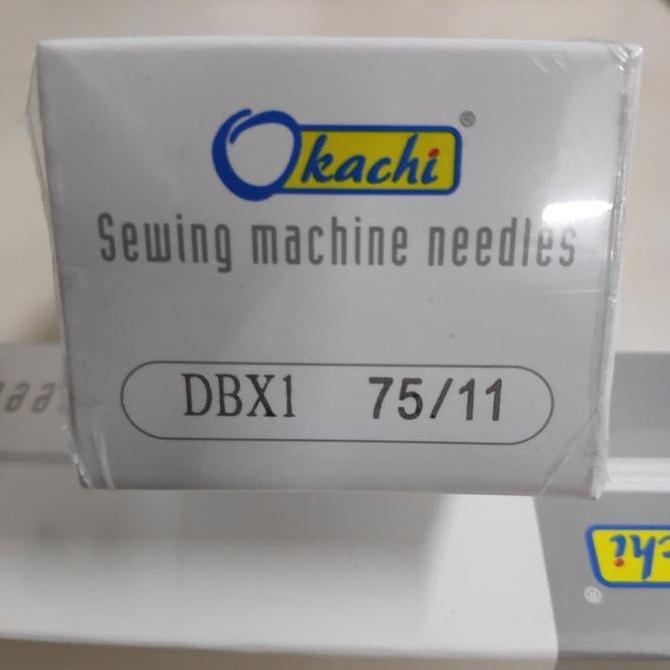 Okachi®
Sewing machine needles
DBX1 75/11